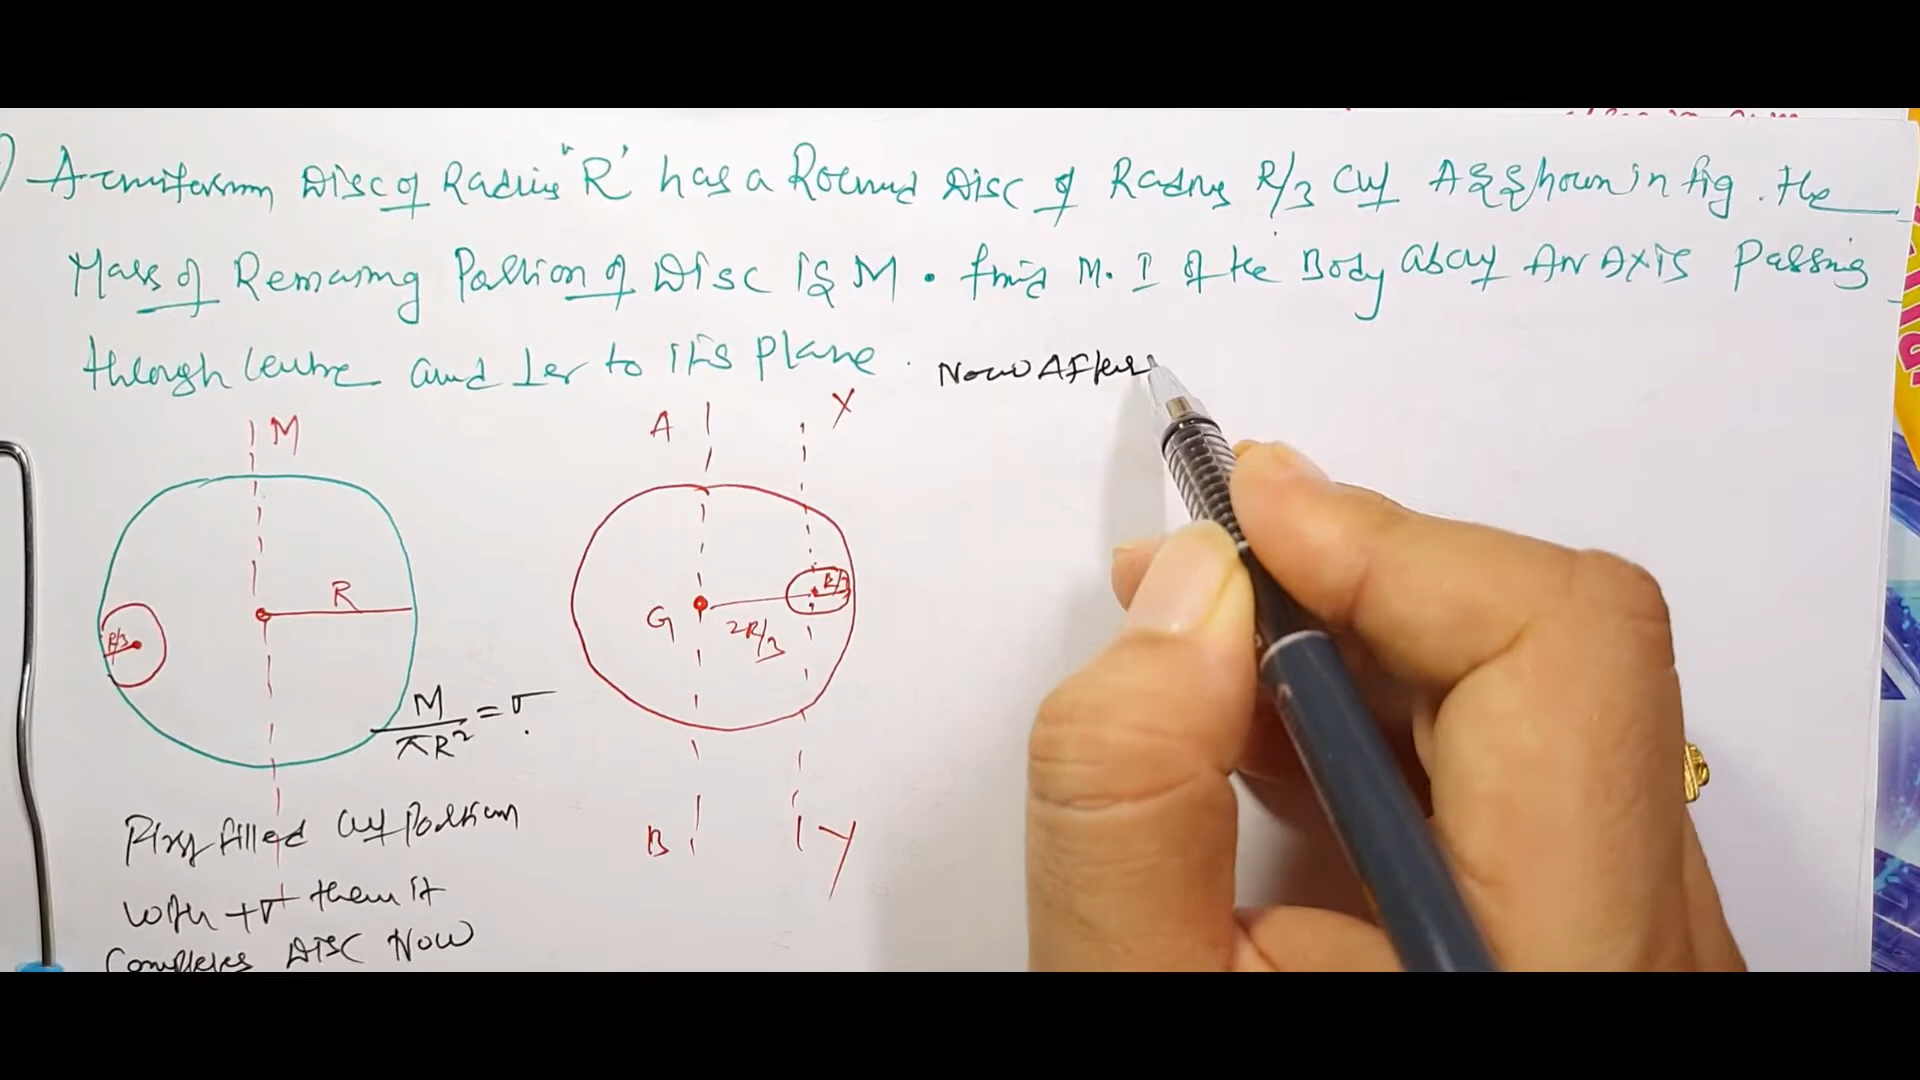 A uniform Disc of Radius "R" has a Round Disc of Radius R/3 Cut As shown in fig. the
Mass of Remaining Portion of Disc is M. find M.I of the Body about An Axis Passing
through Centre and Ler to its plane.
Now After
M
A
X
R
R/3
R/3
G
2R/3
M/πR² = σ
B
Y
First filled Cut Portion
with +σ then it
Completes Disc Now